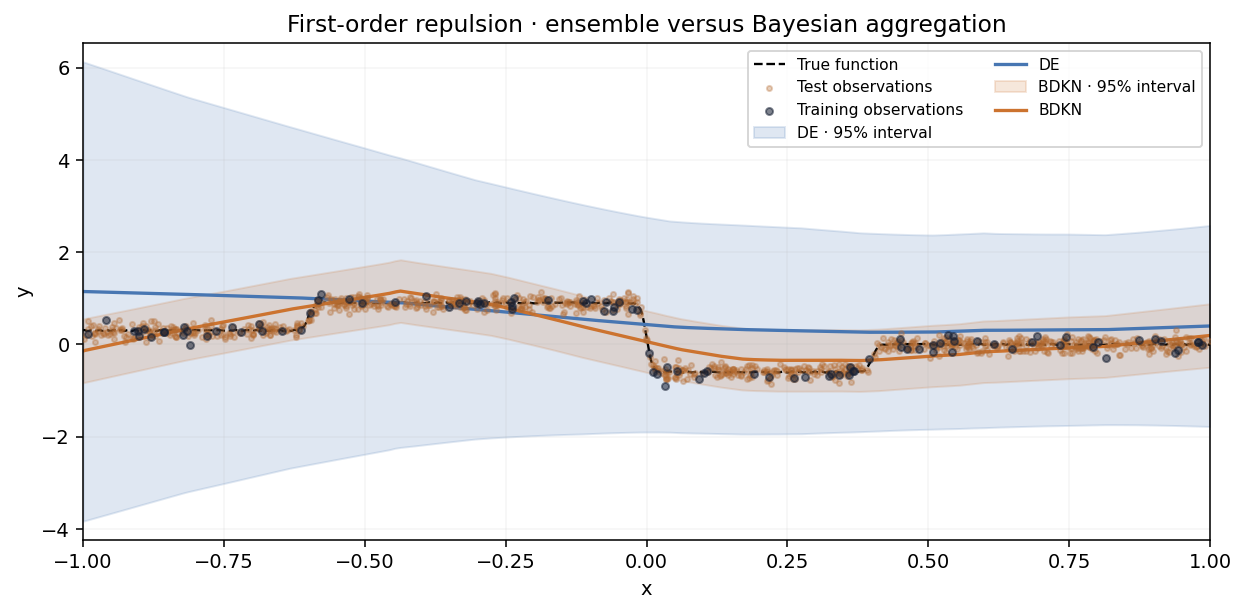 First-order repulsion · ensemble versus Bayesian aggregation
True function
Test observations
Training observations
DE · 95% interval
DE
BDKN · 95% interval
BDKN
y
6
4
2
0
−2
−4
−1.00 −0.75 −0.50 −0.25 0.00 0.25 0.50 0.75 1.00
x